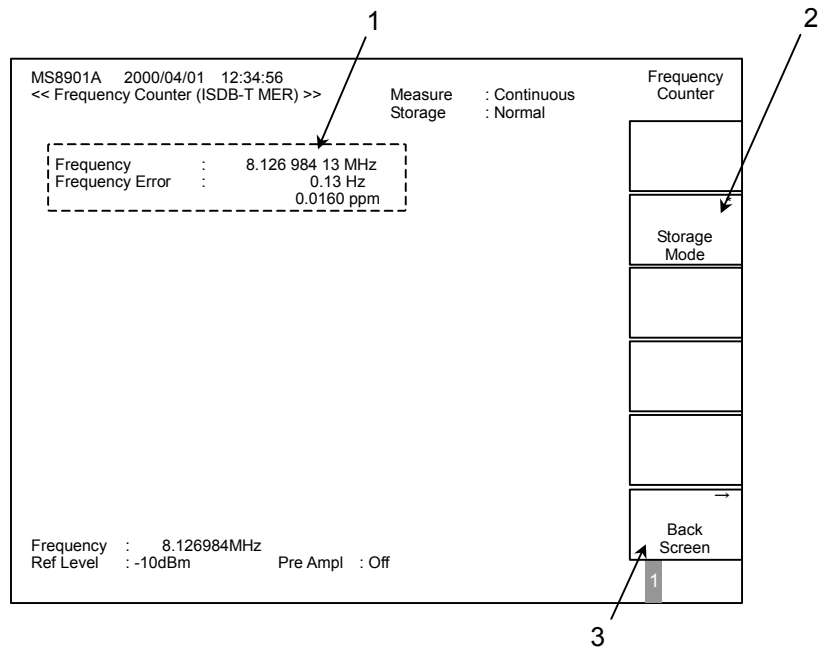 1
2
MS8901A 2000/04/01 12:34:56
<< Frequency Counter (ISDB-T MER) >>
Measure : Continuous
Storage : Normal
Frequency
Counter
Frequency : 8.126 984 13 MHz
Frequency Error : 0.13 Hz
0.0160 ppm
*
Storage
Mode
→
Back
Screen
Frequency : 8.126984MHz
Ref Level : -10dBm Pre Ampl : Off
1
3